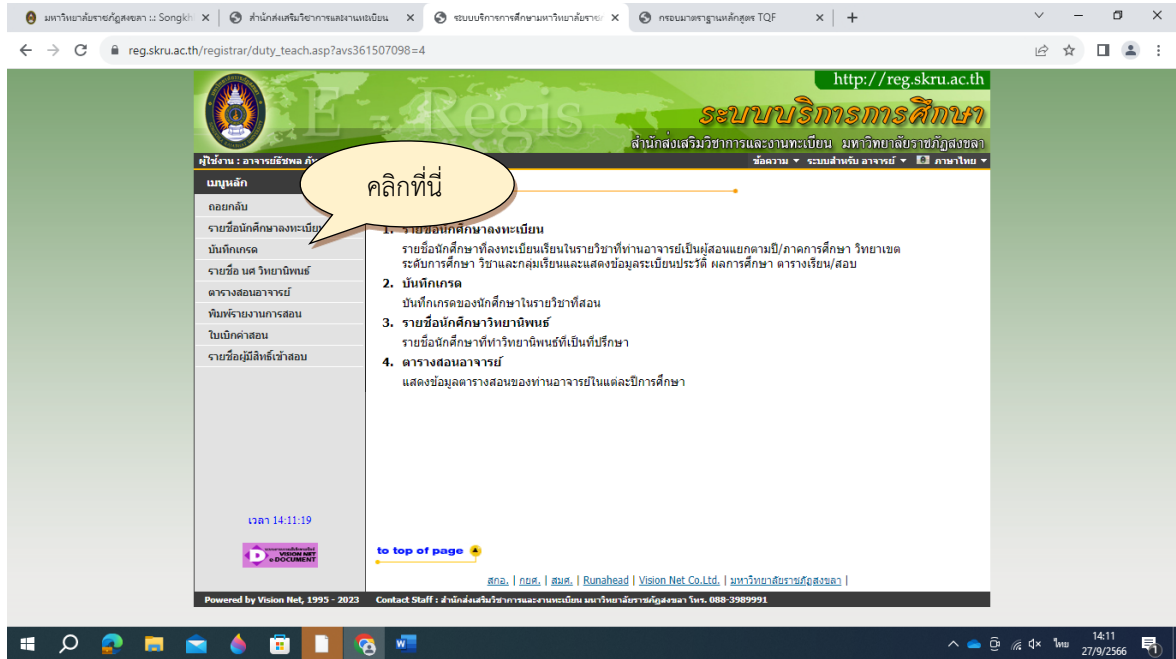 มหาวิทยาลัยราชภัฏสงขลา ::: Songkh
สำนักส่งเสริมวิชาการและงานทะเบียน
ระบบบริการการศึกษามหาวิทยาลัยราช
กรอบมาตราฐานหลักสูตร TQF
reg.skru.ac.th/registrar/duty_teach.asp?avs361507098=4
http://reg.skru.ac.th
E - Regis
ระบบบริการการศึกษา
สำนักส่งเสริมวิชาการและงานทะเบียน มหาวิทยาลัยราชภัฏสงขลา
ผู้ใช้งาน : อาจารย์ธัชพล
ข้อความ ระบบสำหรับ อาจารย์ ภาษาไทย
คลิกที่นี่
เมนูหลัก
ถอยกลับ
รายชื่อนักศึกษาลงทะเบียน
บันทึกเกรด
รายชื่อ นศ วิทยานิพนธ์
ตารางสอนอาจารย์
พิมพ์รายงานการสอน
ใบเบิกค่าสอน
รายชื่อผู้มีสิทธิ์เข้าสอบ
1. รายชื่อนักศึกษาลงทะเบียน
รายชื่อนักศึกษาที่ลงทะเบียนเรียนในรายวิชาที่ท่านอาจารย์เป็นผู้สอนแยกตามปี/ภาคการศึกษา วิทยาเขต
ระดับการศึกษา วิชาและกลุ่มเรียนและแสดงข้อมูลระเบียนประวัติ ผลการศึกษา ตารางเรียน/สอบ
2. บันทึกเกรด
บันทึกเกรดของนักศึกษาในรายวิชาที่สอน
3. รายชื่อนักศึกษาวิทยานิพนธ์
รายชื่อนักศึกษาที่ทำวิทยานิพนธ์ที่เป็นที่ปรึกษา
4. ตารางสอนอาจารย์
แสดงข้อมูลตารางสอนของท่านอาจารย์ในแต่ละปีการศึกษา
เวลา 14:11:19
VISION NET
e-DOCUMENT
to top of page
สกอ. | กยศ. | สมศ. | Runahead | Vision Net Co.Ltd. | มหาวิทยาลัยราชภัฏสงขลา |
Powered by Vision Net, 1995 - 2023
Contact Staff : สำนักส่งเสริมวิชาการและงานทะเบียน มหาวิทยาลัยราชภัฏสงขลา โทร. 088-3989991
ไทย
14:11
27/9/2566